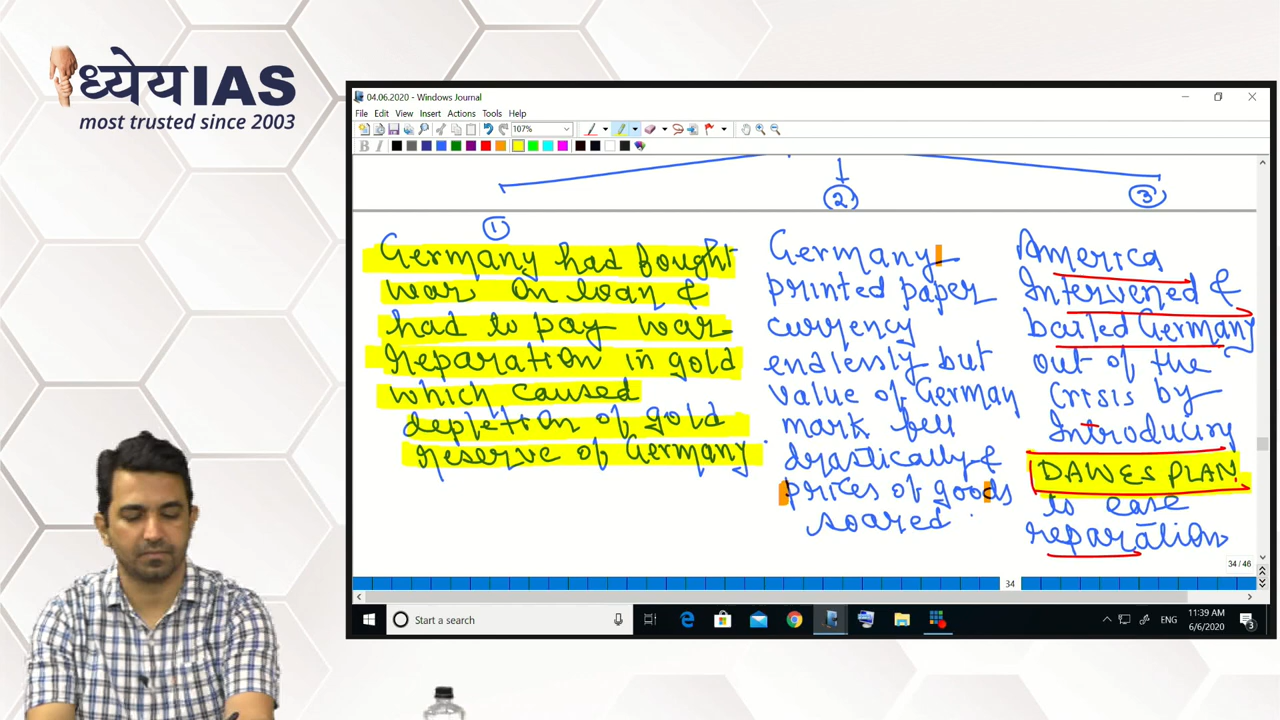 ध्येय IAS
most trusted since 2003
04.06.2020 - Windows Journal
File Edit View Insert Actions Tools Help
107%
B I
2
3
1
Germany had fought
war on loan &
had to pay war
reparation in gold
which caused
depletion of gold
reserve of Germany.
Germany
printed paper
currency
endlessly but
value of German
mark fell
drastically &
prices of goods
soared.
America
Intervened &
bailed Germany
out of the
Crisis by
Introducing
DAWES PLAN
to ease
reparation
34 / 46
34
Start a search
ENG
11:39 AM
6/6/2020
3